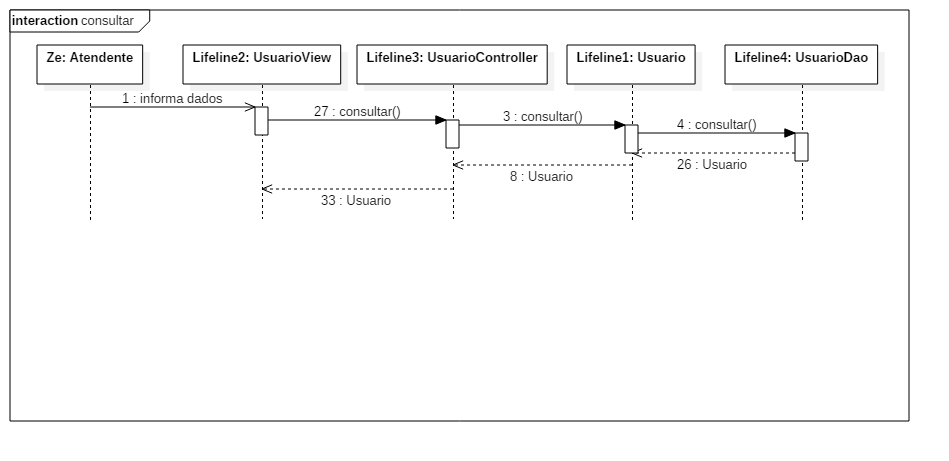 interaction consultar
Ze: Atendente
Lifeline2: UsuarioView
Lifeline3: UsuarioController
Lifeline1: Usuario
Lifeline4: UsuarioDao
1 : informa dados
27 : consultar()
3 : consultar()
4 : consultar()
26 : Usuario
8 : Usuario
33 : Usuario